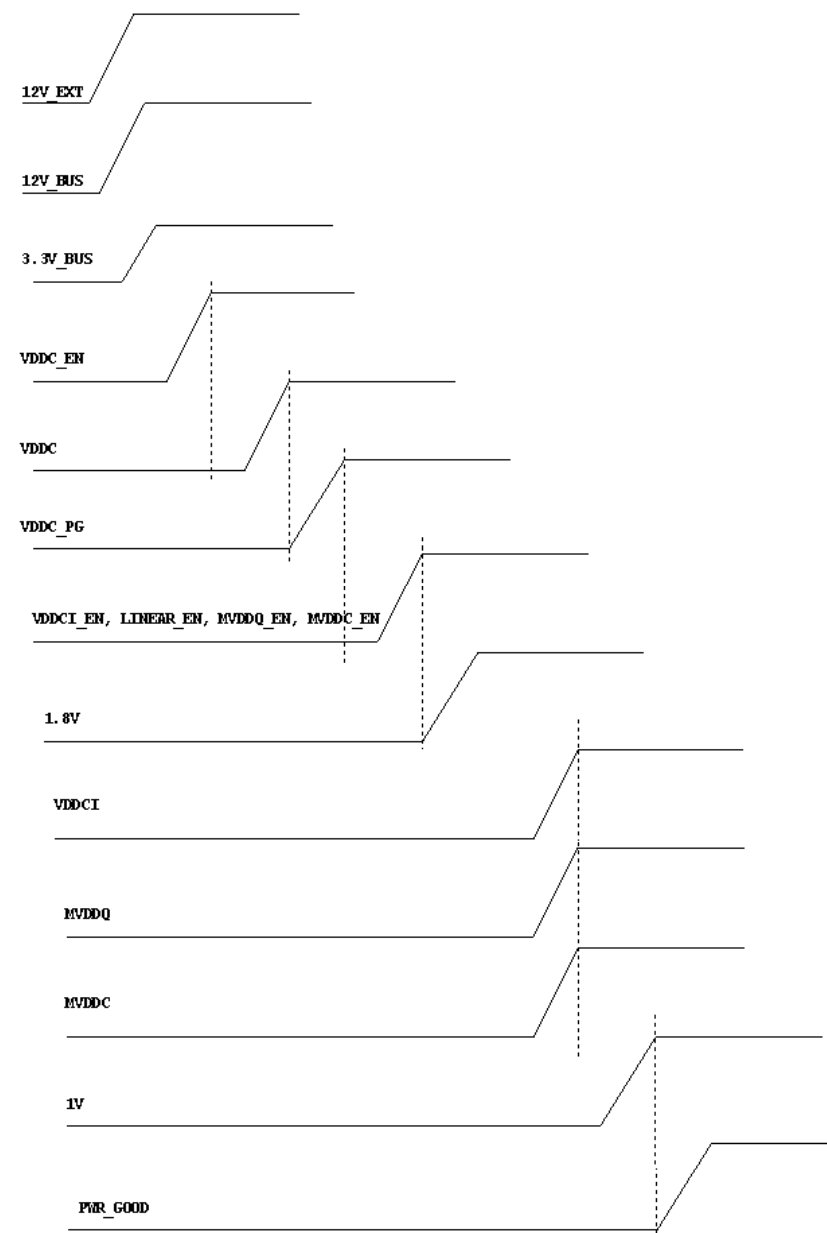 12V_EXT
12V_BUS
3.3V_BUS
VDDC_EN
VDDC
VDDC_PG
VDDCI_EN, LINEAR_EN, MVDDQ_EN, MVDDC_EN
1.8V
VDDCI
MVDDQ
MVDDC
1V
PWR_GOOD